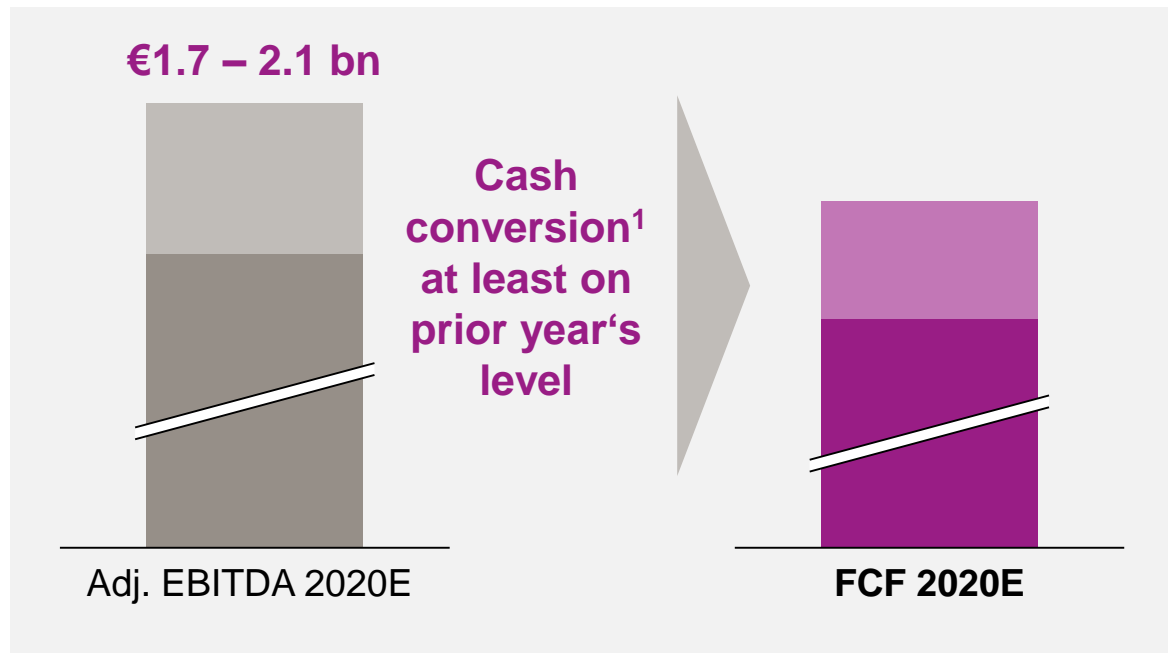 €1.7 – 2.1 bn
Cash
conversion¹
at least on
prior year‘s
level
Adj. EBITDA 2020E
FCF 2020E